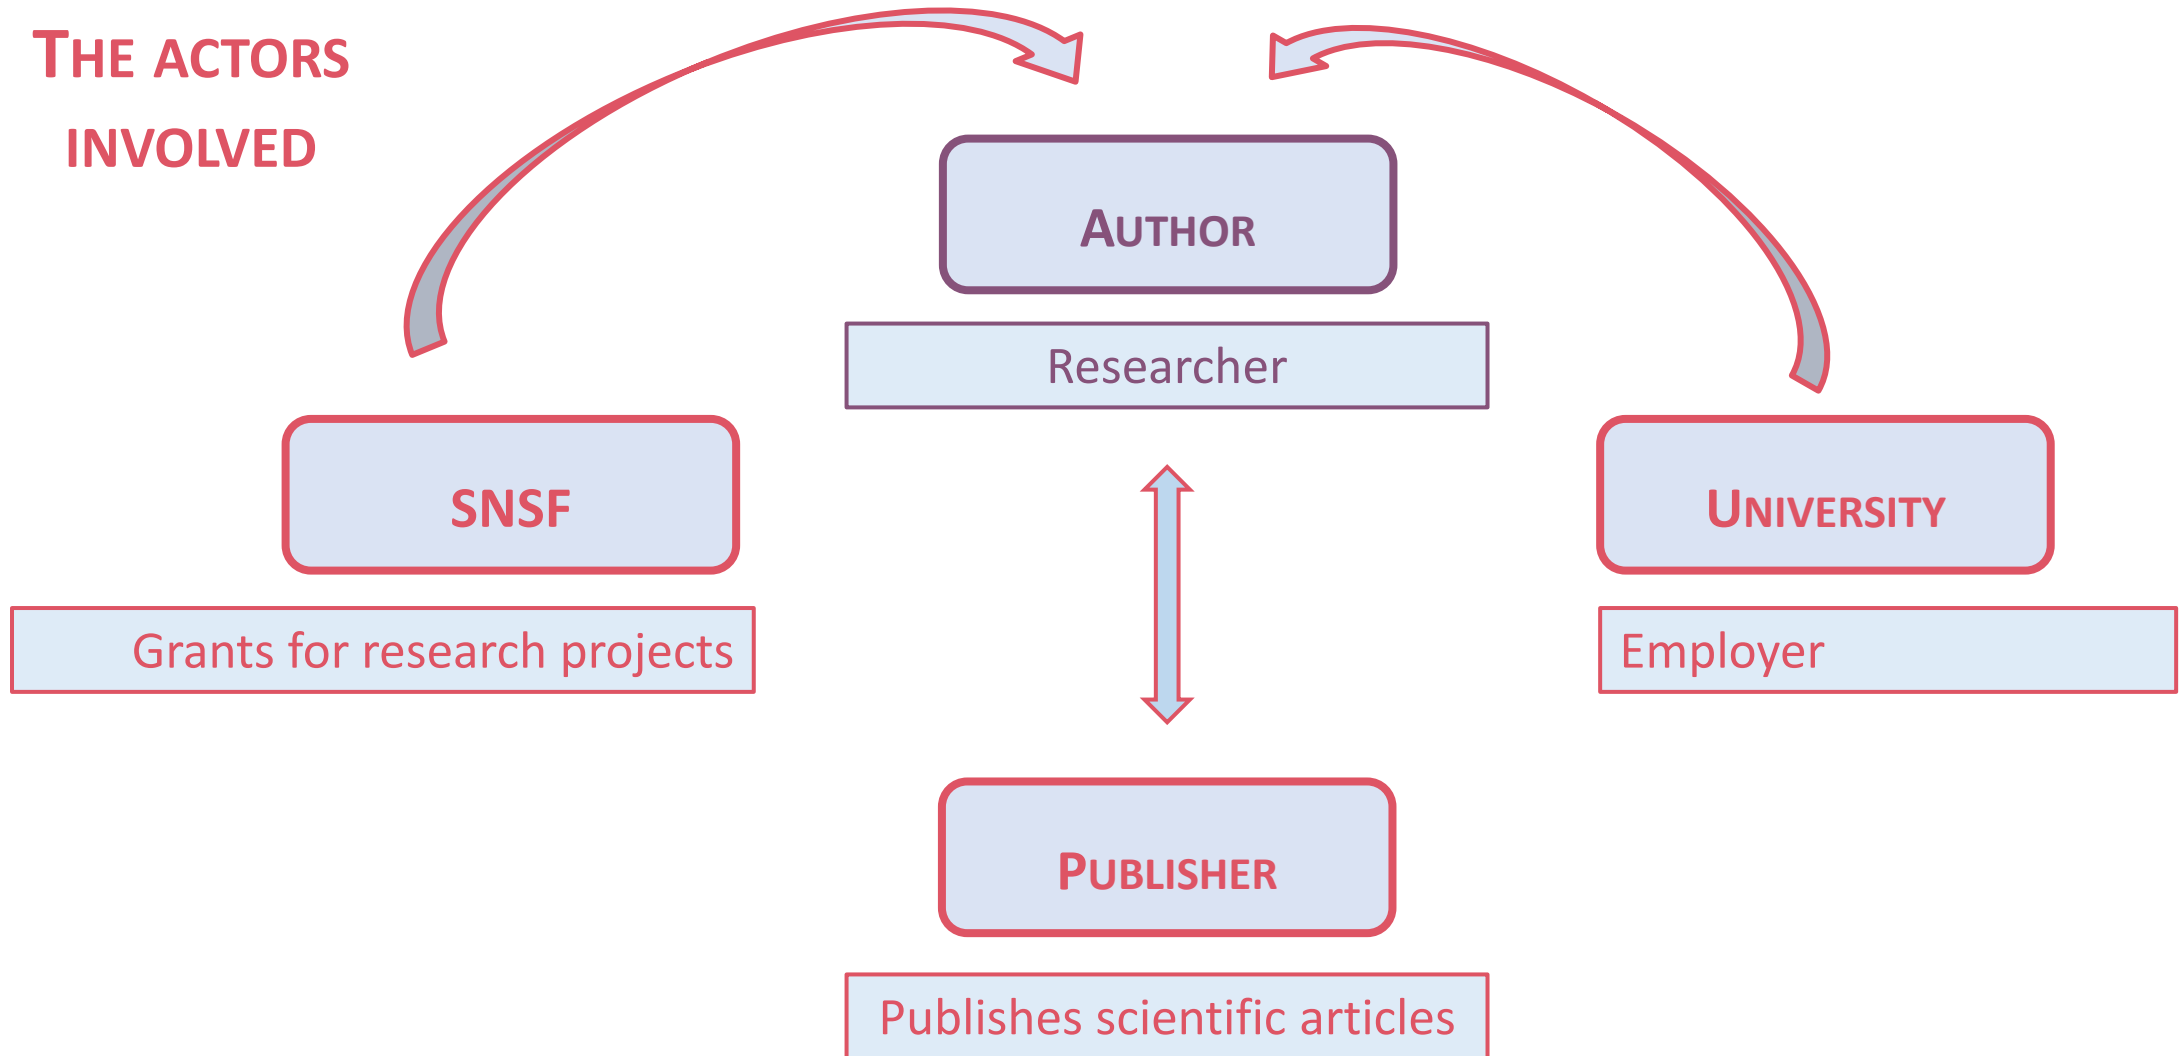 THE ACTORS
INVOLVED
AUTHOR
Researcher
SNSF
Grants for research projects
UNIVERSITY
Employer
PUBLISHER
Publishes scientific articles